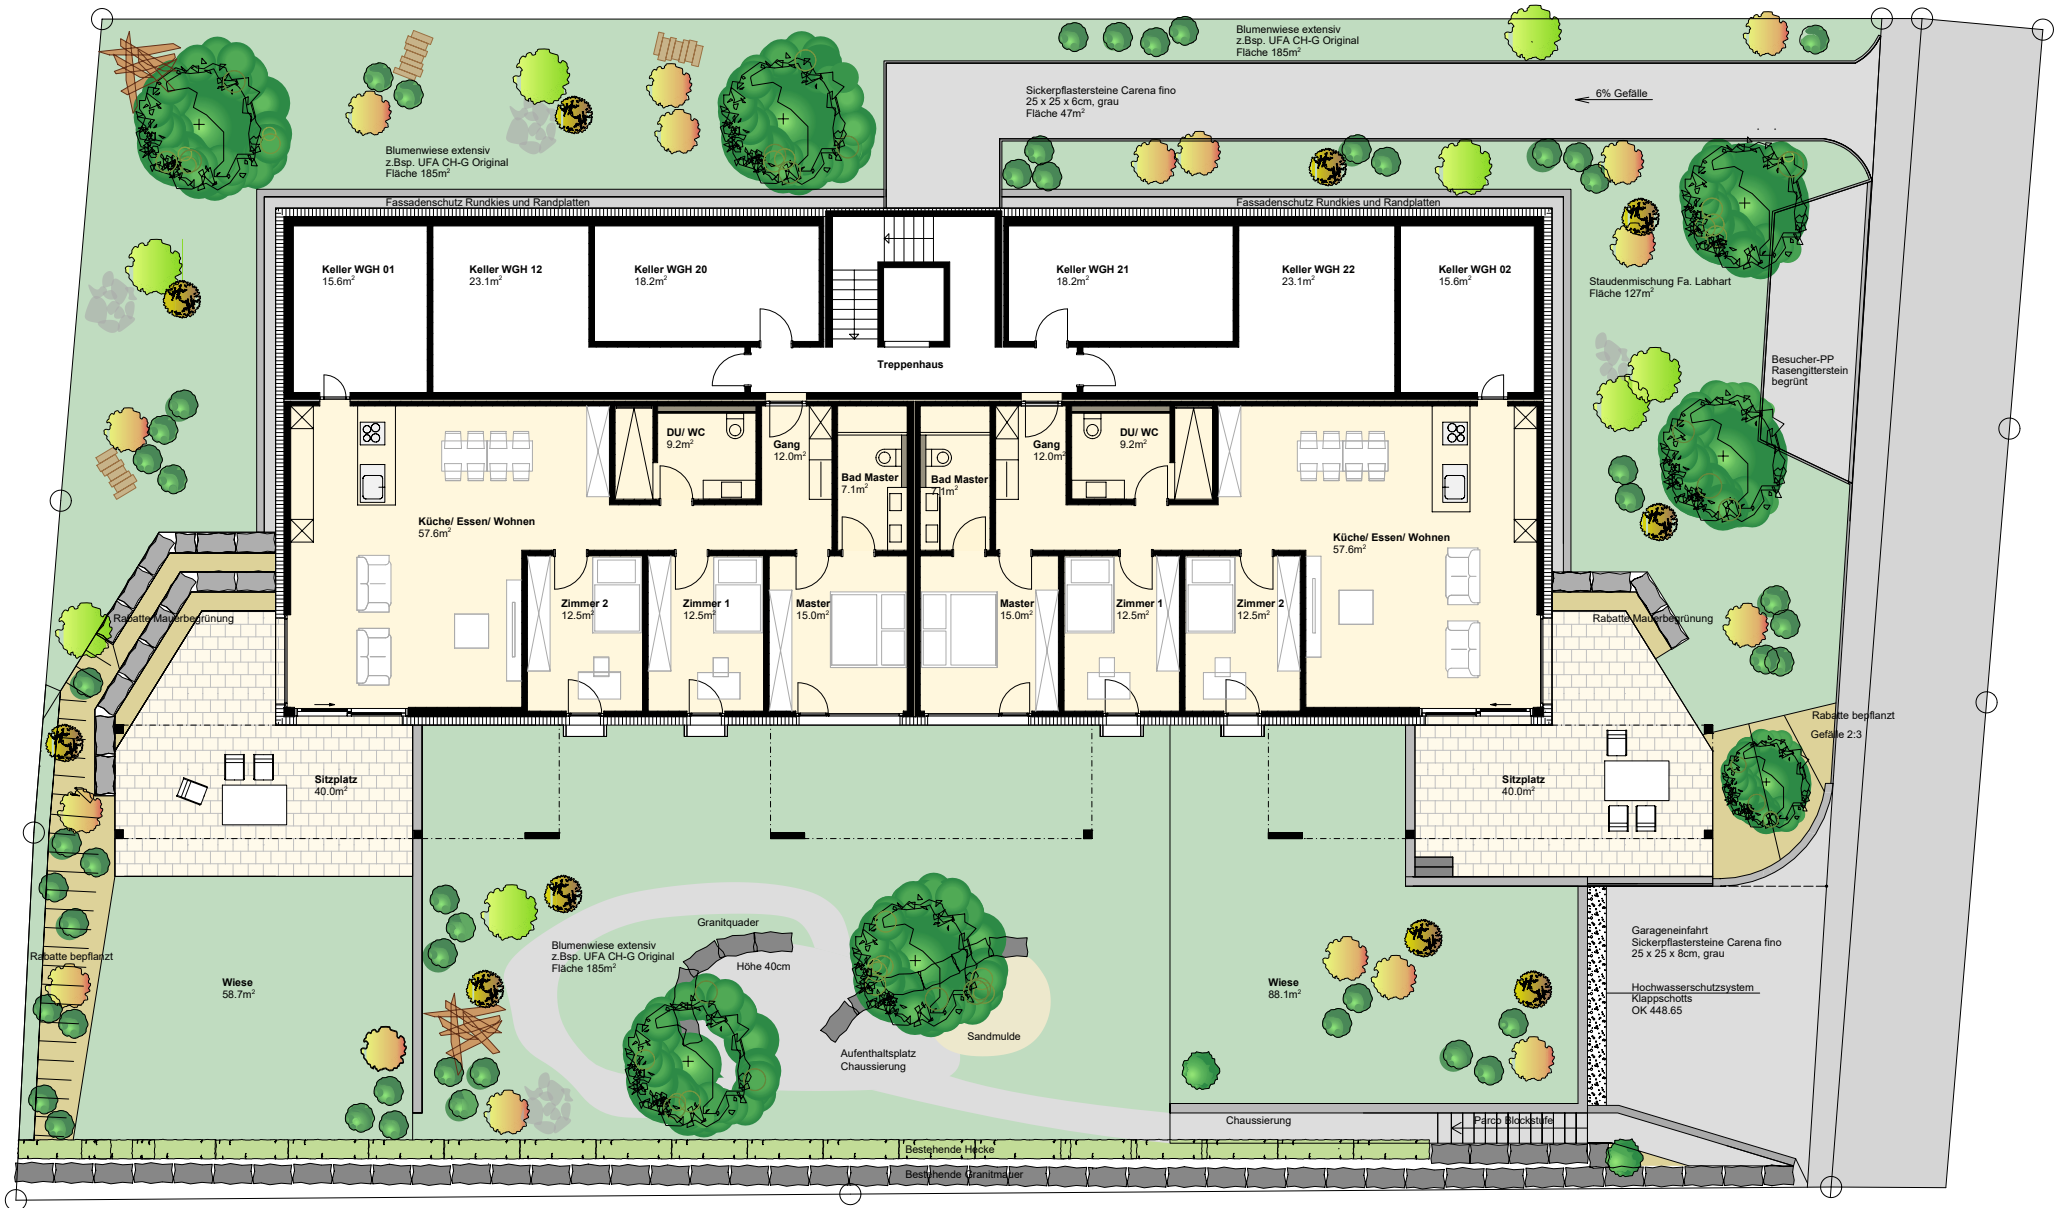 Blumenwiese extensiv
z.Bsp. UFA CH-G Original
Fläche 185m²
Sickerpflastersteine Carena fino
25 x 25 x 6cm, grau
Fläche 47m²
6% Gefälle
Blumenwiese extensiv
z.Bsp. UFA CH-G Original
Fläche 185m²
Fassadenschutz Rundkies und Randplatten
Fassadenschutz Rundkies und Randplatten
Keller WGH 01
15.6m²
Keller WGH 12
23.1m²
Keller WGH 20
18.2m²
Keller WGH 21
18.2m²
Keller WGH 22
23.1m²
Keller WGH 02
15.6m²
Staudenmischung Fa. Labhart
Fläche 127m²
Treppenhaus
Besucher-PP
Rasengitterstein
begrünt
DU/ WC
9.2m²
Gang
12.0m²
Bad Master
7.1m²
Gang
12.0m²
Bad Master
7.1m²
DU/ WC
9.2m²
Küche/ Essen/ Wohnen
57.6m²
Küche/ Essen/ Wohnen
57.6m²
Zimmer 2
12.5m²
Zimmer 1
12.5m²
Master
15.0m²
Master
15.0m²
Zimmer 1
12.5m²
Zimmer 2
12.5m²
Rabatte Mauerbegrünung
Rabatte Mauerbegrünung
Rabatte bepflanzt
Gefälle 2:3
Sitzplatz
40.0m²
Sitzplatz
40.0m²
Granitquader
Höhe 40cm
Blumenwiese extensiv
z.Bsp. UFA CH-G Original
Fläche 185m²
Garageneinfahrt
Sickerpflastersteine Carena fino
25 x 25 x 8cm, grau
Rabatte bepflanzt
Wiese
58.7m²
Wiese
88.1m²
Hochwasserschutzsystem
Klappschotts
OK 448.65
Sandmulde
Aufenthaltsplatz
Chaussierung
Chaussierung
Parco Blockstufe
Bestehende Hecke
Bestehende Granitmauer